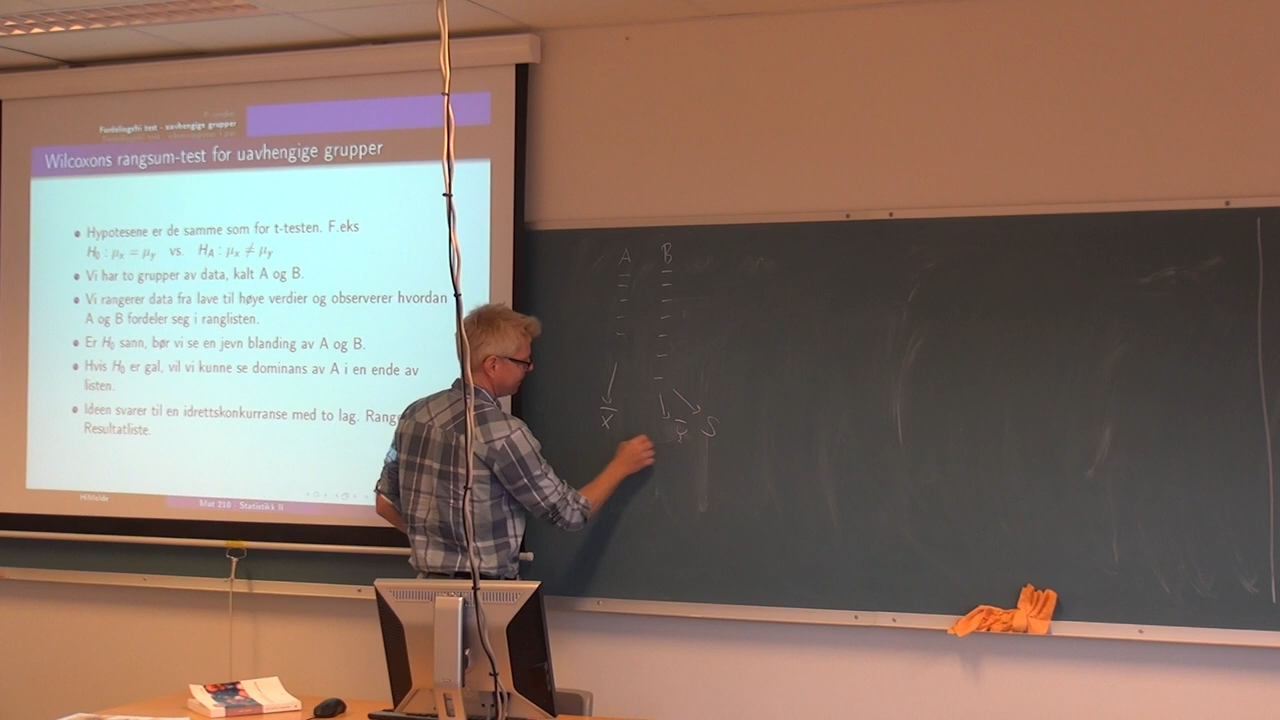 Fordelingsfri test - uavhengige grupper
Wilcoxons rangsum-test for uavhengige grupper
Hypotesene er de samme som for t-testen. F.eks
H₀ : μₓ = μᵧ vs. H_A : μₓ ≠ μᵧ
Vi har to grupper av data, kalt A og B.
Vi rangerer data fra lave til høye verdier og observerer hvordan
A og B fordeler seg i ranglisten.
Er H₀ sann, bør vi se en jevn blanding av A og B.
Hvis H₀ er gal, vil vi kunne se dominans av A i en ende av
listen.
Ideen svarer til en idrettskonkurranse med to lag. Rang
Resultatliste.
Mat 210 - Statistikk II
A B
X̄ Ȳ S